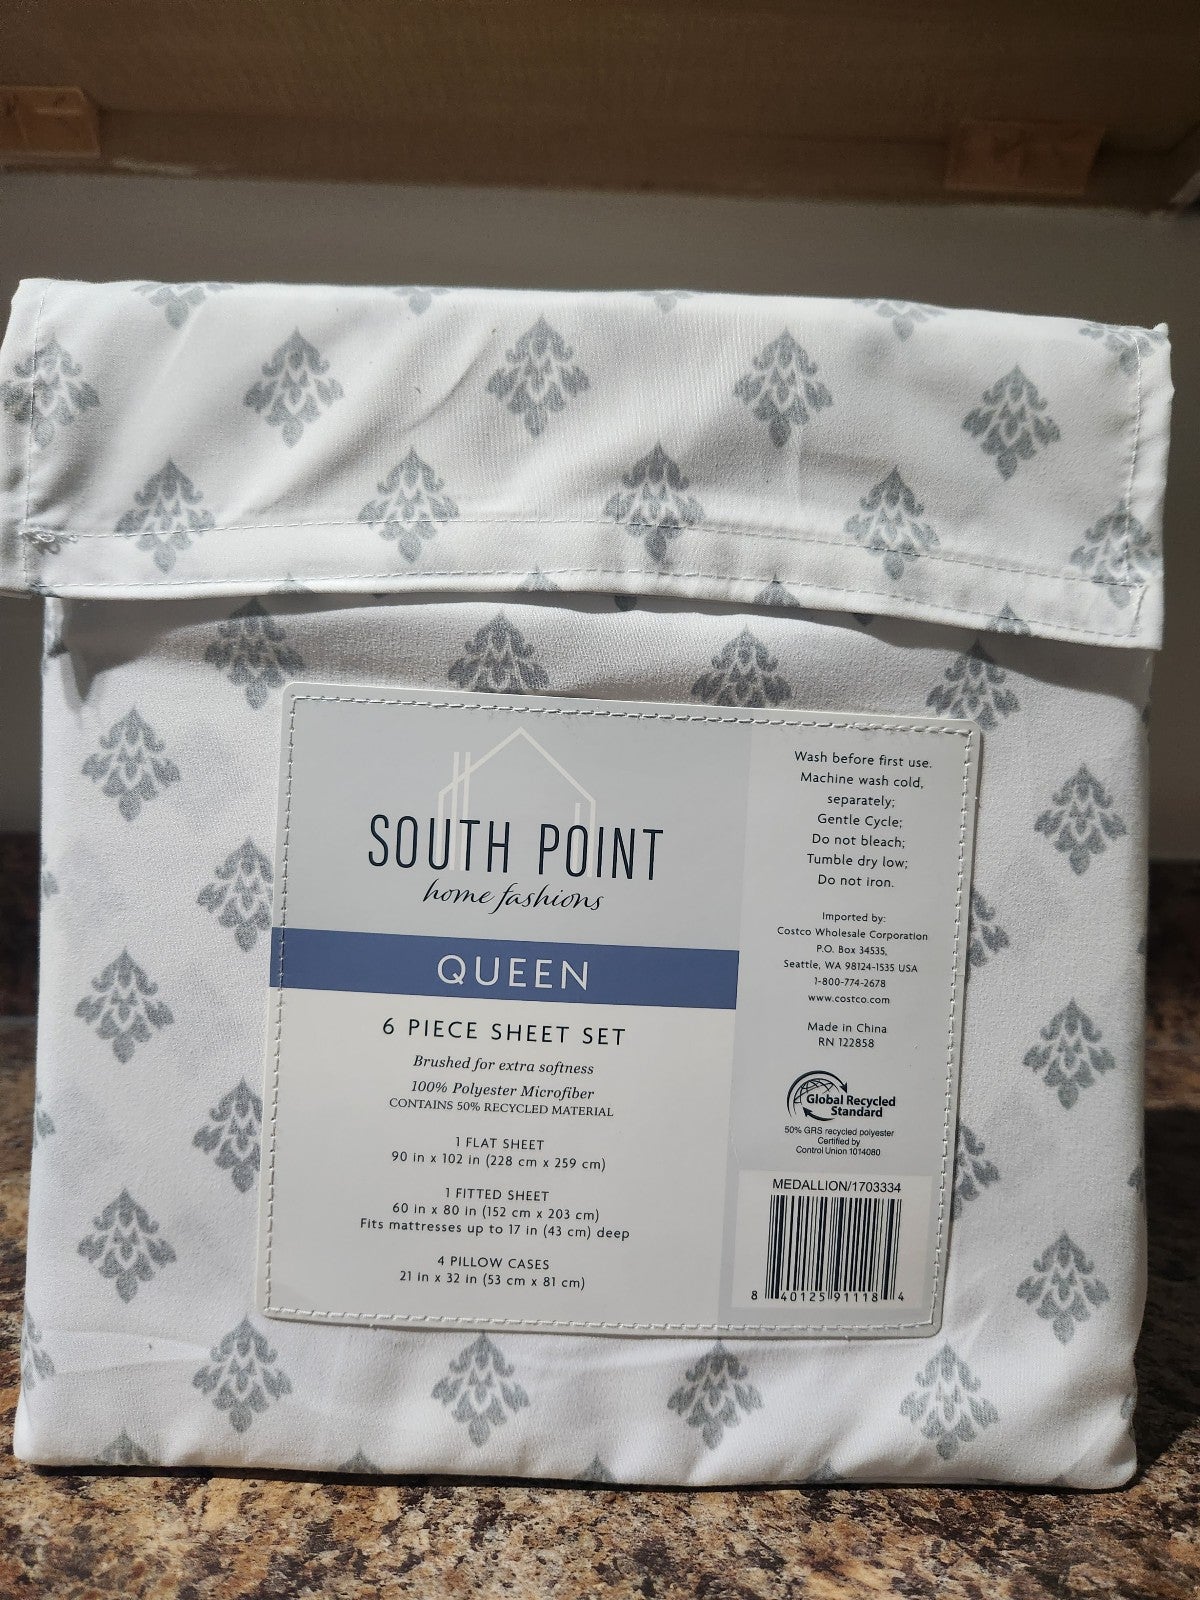 SOUTH POINT
home fashions
QUEEN
6 PIECE SHEET SET
Brushed for extra softness
100% Polyester Microfiber
CONTAINS 50% RECYCLED MATERIAL
1 FLAT SHEET
90 in x 102 in (228 cm x 259 cm)
1 FITTED SHEET
60 in x 80 in (152 cm x 203 cm)
Fits mattresses up to 17 in (43 cm) deep
4 PILLOW CASES
21 in x 32 in (53 cm x 81 cm)
Wash before first use.
Machine wash cold,
separately;
Gentle Cycle;
Do not bleach;
Tumble dry low;
Do not iron.
Imported by:
Costco Wholesale Corporation
P.O. Box 34535,
Seattle, WA 98124-1535 USA
1-800-774-2678
www.costco.com
Made in China
RN 122858
Global Recycled
Standard
50% GRS recycled polyester
Certified by
Control Union 1014080
MEDALLION/1703334
8 40125 91118 4